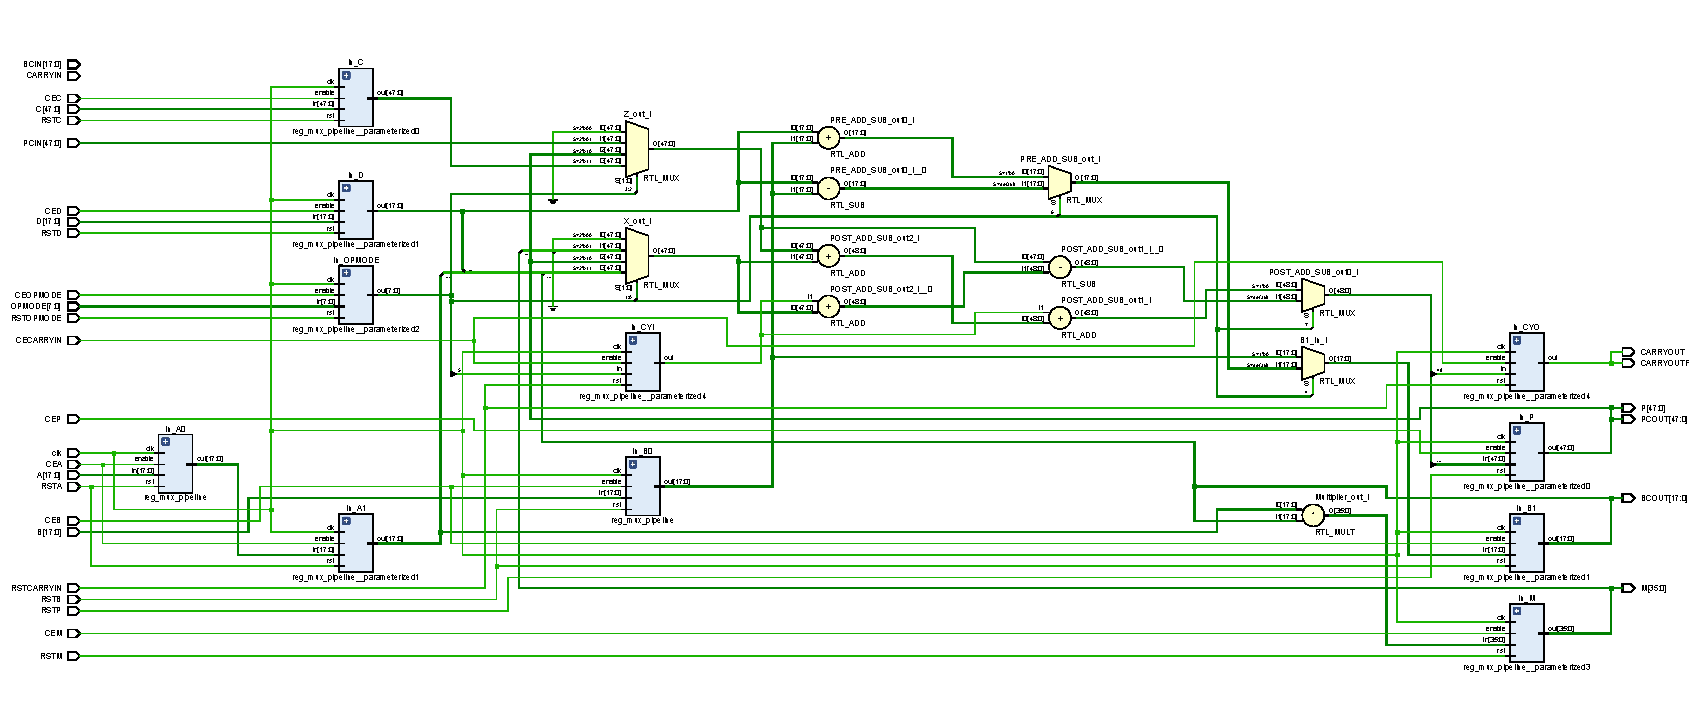 BCIN[17:0]
CARRYIN
CEC
C[47:0]
RSTC
PCIN[47:0]
CED
D[17:0]
RSTD
CEOPMODE
OPMODE[7:0]
RSTOPMODE
CECARRYIN
CEP
clk
CEA
A[17:0]
RSTA
CEB
B[17:0]
RSTCARRYIN
RSTB
RSTP
CEM
RSTM
in_A0
clk
enable
in[17:0]
rst
out[17:0]
reg_mux_pipeline
in_C
clk
enable
in[47:0]
rst
out[47:0]
reg_mux_pipeline__parameterized0
in_D
clk
enable
in[17:0]
rst
out[17:0]
reg_mux_pipeline__parameterized1
in_OPMODE
clk
enable
in[7:0]
rst
out[7:0]
reg_mux_pipeline__parameterized2
in_A1
clk
enable
in[17:0]
rst
out[17:0]
reg_mux_pipeline__parameterized1
Z_out_i
I0[47:0]
I1[47:0]
I2[47:0]
I3[47:0]
S[1:0]
O[47:0]
RTL_MUX
X_out_i
I0[47:0]
I1[47:0]
I2[47:0]
I3[47:0]
S[1:0]
O[47:0]
RTL_MUX
in_CYI
clk
enable
in
rst
out
reg_mux_pipeline__parameterized4
in_B0
clk
enable
in[17:0]
rst
out[17:0]
reg_mux_pipeline
PRE_ADD_SUB_out0_i
I0[17:0]
I1[17:0]
+
O[17:0]
RTL_ADD
PRE_ADD_SUB_out0_i__0
I0[17:0]
I1[17:0]
-
O[17:0]
RTL_SUB
POST_ADD_SUB_out2_i
I0[47:0]
I1[47:0]
+
O[48:0]
RTL_ADD
POST_ADD_SUB_out2_i__0
I1
I0[47:0]
+
O[48:0]
RTL_ADD
PRE_ADD_SUB_out_i
I0[17:0]
I1[17:0]
S
O[17:0]
RTL_MUX
POST_ADD_SUB_out1_i__0
I0[47:0]
I1[48:0]
-
O[48:0]
RTL_SUB
POST_ADD_SUB_out1_i
I1
I0[48:0]
+
O[48:0]
RTL_ADD
POST_ADD_SUB_out0_i
I0[48:0]
I1[48:0]
S
O[48:0]
RTL_MUX
B1_in_i
I0[17:0]
I1[17:0]
S
O[17:0]
RTL_MUX
Multiplier_out_i
I0[17:0]
I1[17:0]
O[35:0]
RTL_MULT
in_CYO
clk
enable
in
rst
out
reg_mux_pipeline__parameterized4
in_P
clk
enable
in[47:0]
rst
out[47:0]
reg_mux_pipeline__parameterized0
in_B1
clk
enable
in[17:0]
rst
out[17:0]
reg_mux_pipeline__parameterized1
in_M
clk
enable
in[35:0]
rst
out[35:0]
reg_mux_pipeline__parameterized3
CARRYOUT
CARRYOUTF
P[47:0]
PCOUT[47:0]
BCOUT[17:0]
M[35:0]